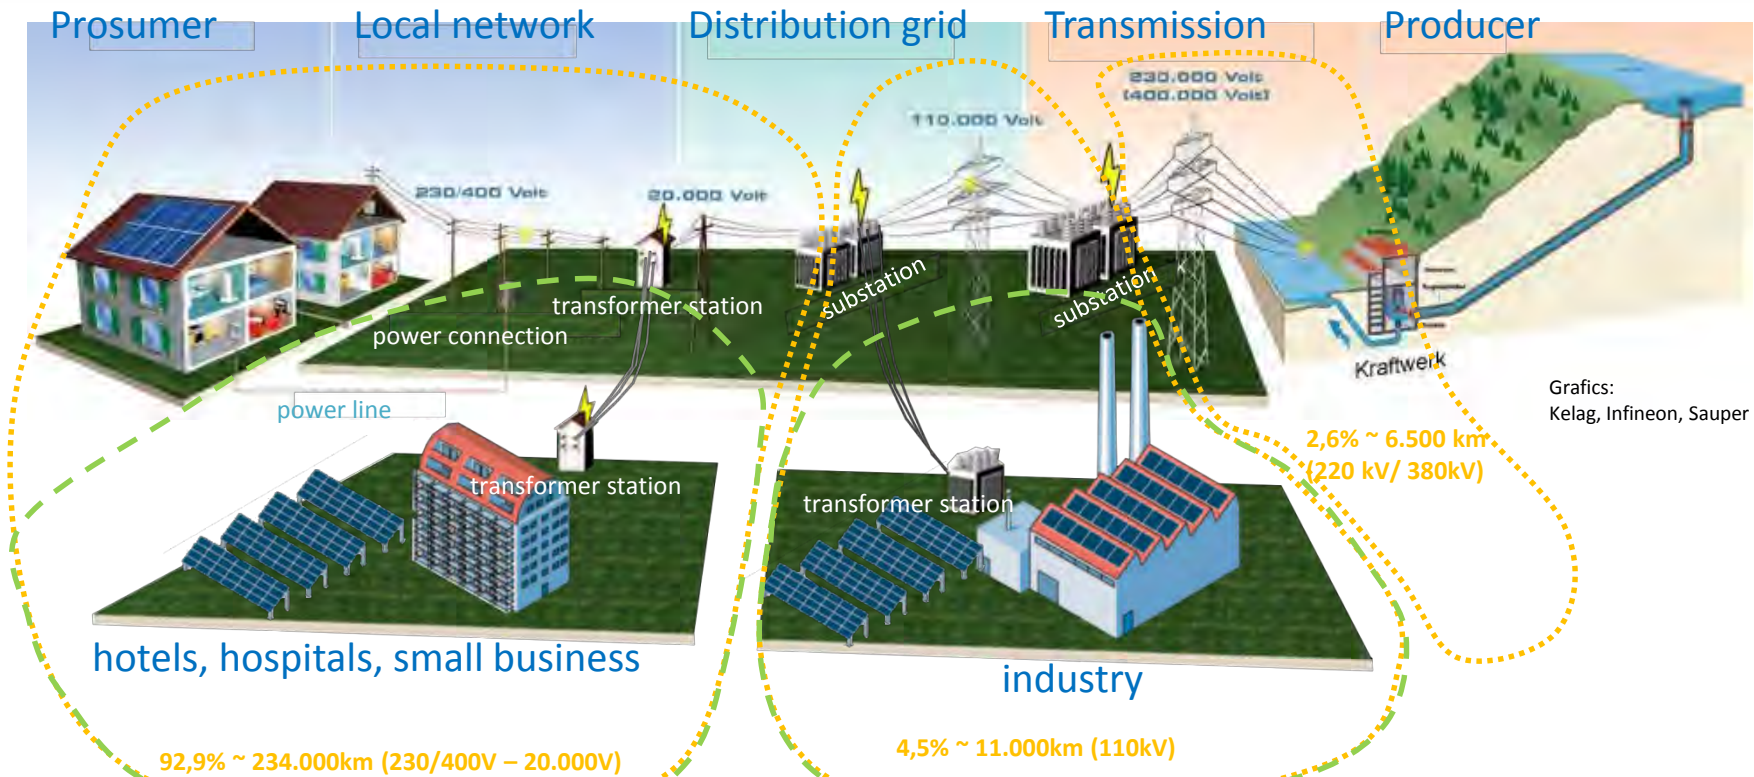 Prosumer
Local network
Distribution grid
Transmission
Producer
230.000 Volt
(400.000 Volt)
110.000 Volt
230/400 Volt
20.000 Volt
transformer station
substation
substation
power connection
Kraftwerk
power line
Grafics:
Kelag, Infineon, Sauper
2,6% ~ 6.500 km
(220 kV/ 380kV)
transformer station
transformer station
hotels, hospitals, small business
industry
92,9% ~ 234.000km (230/400V – 20.000V)
4,5% ~ 11.000km (110kV)